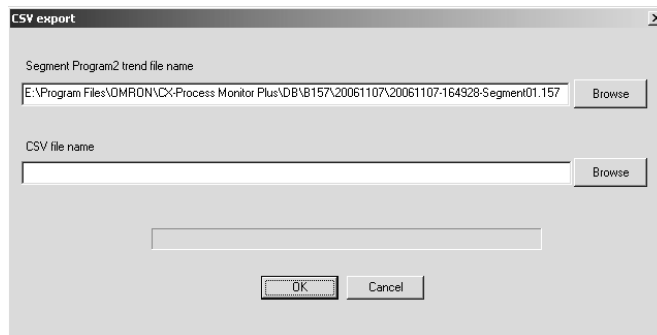 CSV export
Segment Program2 trend file name
E:\Program Files\OMRON\CX-Process Monitor Plus\DB\B157\20061107\20061107-164928-Segment01.157
Browse
CSV file name
Browse
OK
Cancel